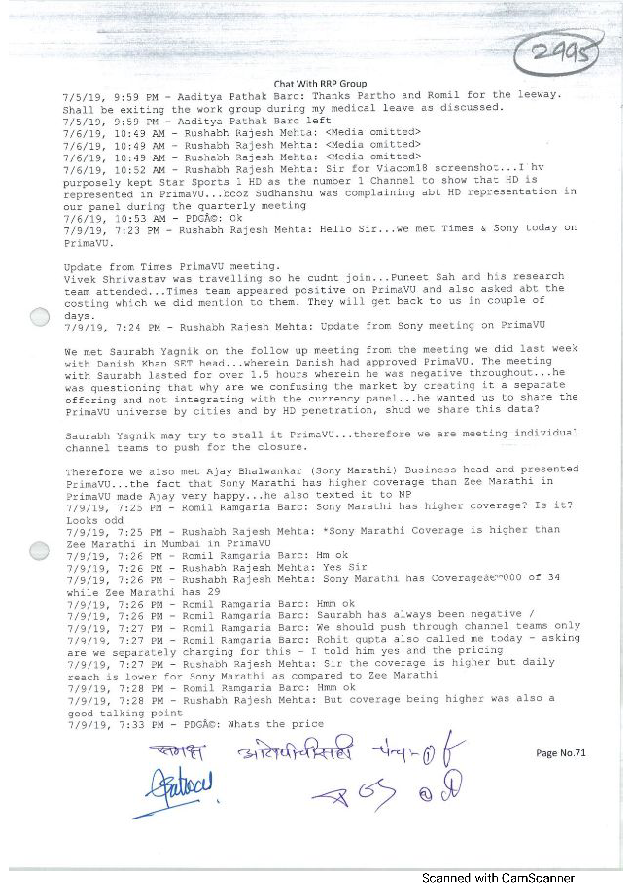 2995
Chat With RRP Group
7/5/19, 9:59 PM - Aaditya Pathak Barc: Thanks Partho and Romil for the leeway.
Shall be exiting the work group during my medical leave as discussed.
7/5/19, 9:59 PM - Aaditya Pathak Barc left
7/6/19, 10:49 AM - Rushabh Rajesh Mehta: <Media omitted>
7/6/19, 10:49 AM - Rushabh Rajesh Mehta: <Media omitted>
7/6/19, 10:49 AM - Rushabh Rajesh Mehta: <Media omitted>
7/6/19, 10:52 AM - Rushabh Rajesh Mehta: Sir for Viacom18 screenshot...I hv
purposely kept Star Sports 1 HD as the number 1 Channel to show that HD is
represented in PrimaVU...bcoz Sudhanshu was complaining abt HD representation in
our panel during the quarterly meeting
7/6/19, 10:53 AM - PDGÂ©: Ok
7/9/19, 7:23 PM - Rushabh Rajesh Mehta: Hello Sir...we met Times & Sony today on
PrimaVU.
Update from Times PrimaVU meeting.
Vivek Shrivastav was travelling so he cudnt join...Puneet Sah and his research
team attended...Times team appeared positive on PrimaVU and also asked abt the
costing which we did mention to them. They will get back to us in couple of
days.
7/9/19, 7:24 PM - Rushabh Rajesh Mehta: Update from Sony meeting on PrimaVU
We met Saurabh Yagnik on the follow up meeting from the meeting we did last week
with Danish Khan SET head...wherein Danish had approved PrimaVU. The meeting
with Saurabh lasted for over 1.5 hours wherein he was negative throughout...he
was questioning that why are we confusing the market by creating it a separate
offering and not integrating with the currency panel...he wanted us to share the
PrimaVU universe by cities and by HD penetration, shud we share this data?
Saurabh Yagnik may try to stall it PrimaVU...therefore we are meeting individual
channel teams to push for the closure.
Therefore we also met Ajay Bhalwankar (Sony Marathi) Business head and presented
PrimaVU...the fact that Sony Marathi has higher coverage than Zee Marathi in
PrimaVU made Ajay very happy...he also texted it to NP
7/9/19, 7:25 PM - Romil Ramgaria Barc: Sony Marathi has higher coverage? Is it?
Looks odd
7/9/19, 7:25 PM - Rushabh Rajesh Mehta: *Sony Marathi Coverage is higher than
Zee Marathi in Mumbai in PrimaVU
7/9/19, 7:26 PM - Romil Ramgaria Barc: Hm ok
7/9/19, 7:26 PM - Rushabh Rajesh Mehta: Yes Sir
7/9/19, 7:26 PM - Rushabh Rajesh Mehta: Sony Marathi has Coverageâ€™000 of 34
while Zee Marathi has 29
7/9/19, 7:26 PM - Romil Ramgaria Barc: Hmm ok
7/9/19, 7:26 PM - Romil Ramgaria Barc: Saurabh has always been negative /
7/9/19, 7:27 PM - Romil Ramgaria Barc: We should push through channel teams only
7/9/19, 7:27 PM - Romil Ramgaria Barc: Rohit gupta also called me today - asking
are we separately charging for this - I told him yes and the pricing
7/9/19, 7:27 PM - Rushabh Rajesh Mehta: Sir the coverage is higher but daily
reach is lower for Sony Marathi as compared to Zee Marathi
7/9/19, 7:28 PM - Romil Ramgaria Barc: Hmm ok
7/9/19, 7:28 PM - Rushabh Rajesh Mehta: But coverage being higher was also a
good talking point
7/9/19, 7:33 PM - PDGÂ©: Whats the price
समक्ष
Page No.71
Scanned with CamScanner